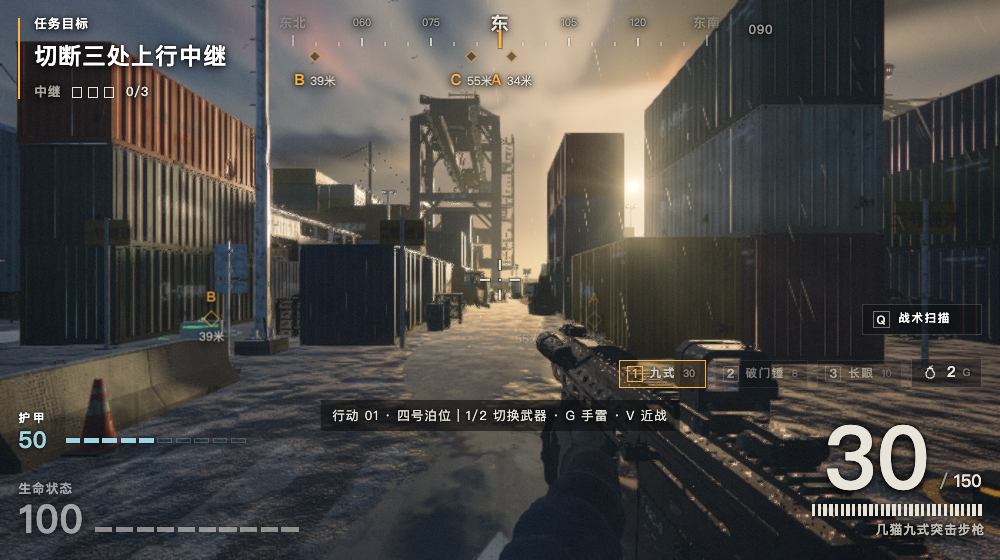 任务目标
切断三处上行中继
中继 0/3
东北 060 075 东 105 120 东南 090
B 39米 C 55米 A 34米
B
39米
Q 战术扫描
1 九式 30 2 破门锤 8 3 长眼 10 2 G
行动 01 · 四号泊位 | 1/2 切换武器 · G 手雷 · V 近战
护甲
50
生命状态
100
30 / 150
几猫九式突击步枪